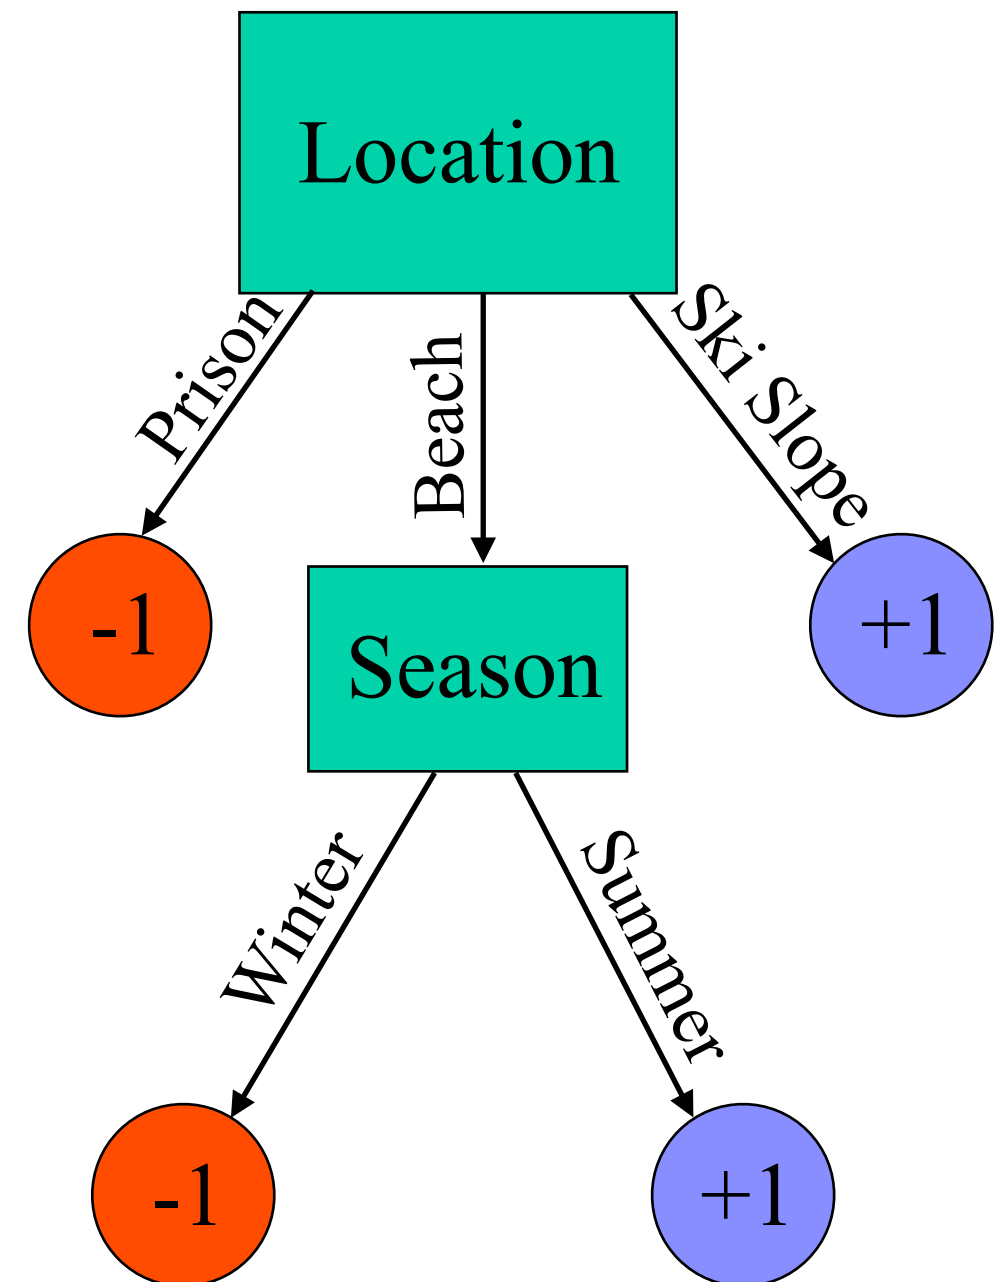 Location
Prison
Beach
Ski Slope
-1
Season
+1
Winter
Summer
-1
+1